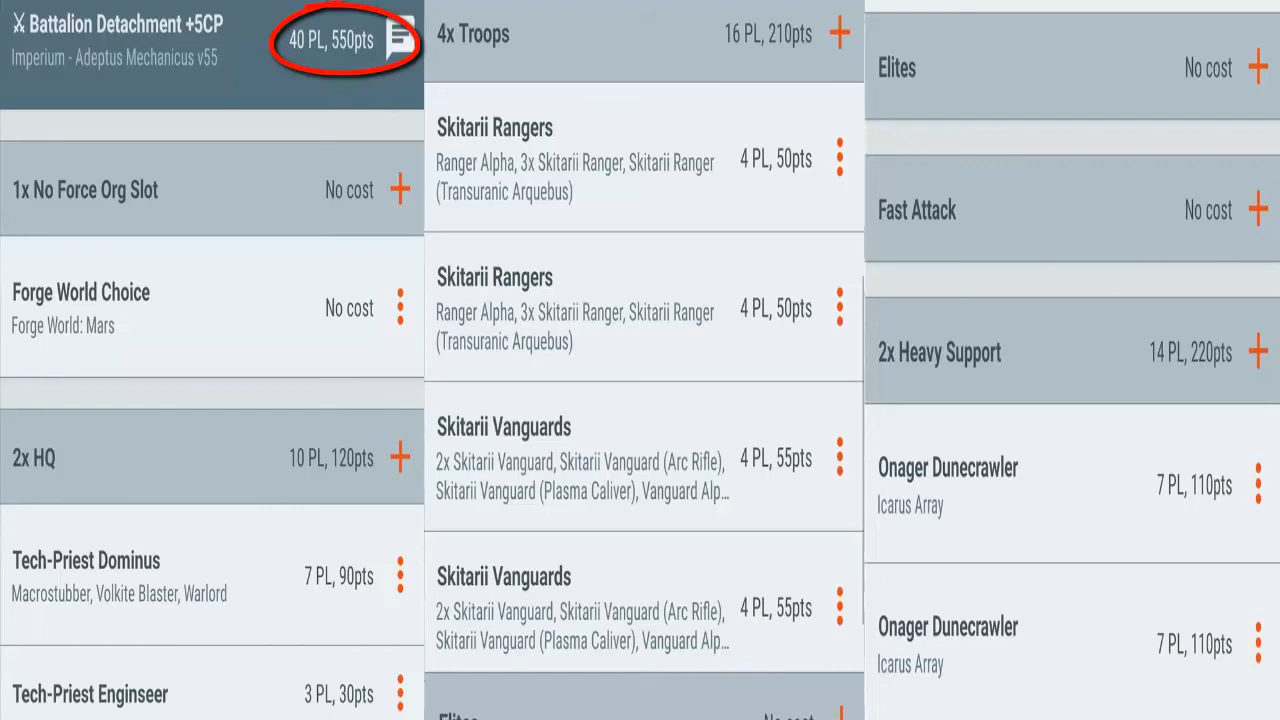 Battalion Detachment +5CP
40 PL, 550pts
Imperium - Adeptus Mechanicus v55
1x No Force Org Slot
No cost
Forge World Choice
No cost
Forge World: Mars
2x HQ
10 PL, 120pts
Tech-Priest Dominus
7 PL, 90pts
Macrostubber, Volkite Blaster, Warlord
Tech-Priest Enginseer
3 PL, 30pts
4x Troops
16 PL, 210pts
Skitarii Rangers
4 PL, 50pts
Ranger Alpha, 3x Skitarii Ranger, Skitarii Ranger
(Transuranic Arquebus)
Skitarii Rangers
4 PL, 50pts
Ranger Alpha, 3x Skitarii Ranger, Skitarii Ranger
(Transuranic Arquebus)
Skitarii Vanguards
4 PL, 55pts
2x Skitarii Vanguard, Skitarii Vanguard (Arc Rifle),
Skitarii Vanguard (Plasma Caliver), Vanguard Alp...
Skitarii Vanguards
4 PL, 55pts
2x Skitarii Vanguard, Skitarii Vanguard (Arc Rifle),
Skitarii Vanguard (Plasma Caliver), Vanguard Alp...
Elites
No cost
Elites
No cost
Fast Attack
No cost
2x Heavy Support
14 PL, 220pts
Onager Dunecrawler
7 PL, 110pts
Icarus Array
Onager Dunecrawler
7 PL, 110pts
Icarus Array